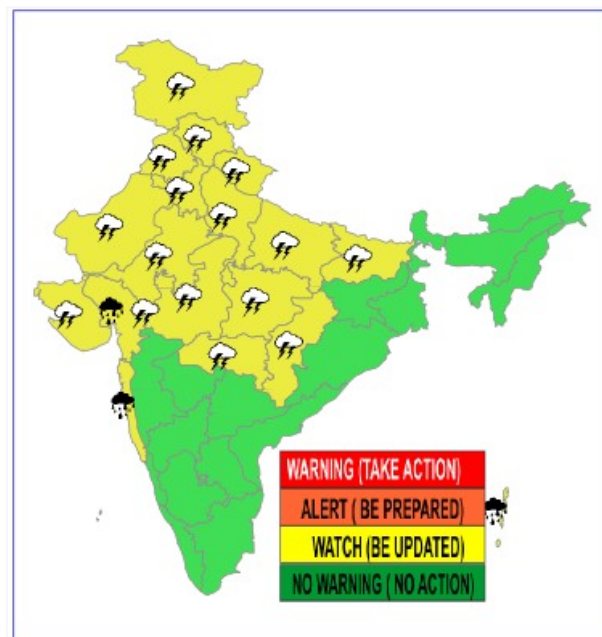 WARNING (TAKE ACTION)
ALERT ( BE PREPARED)
WATCH (BE UPDATED)
NO WARNING ( NO ACTION)